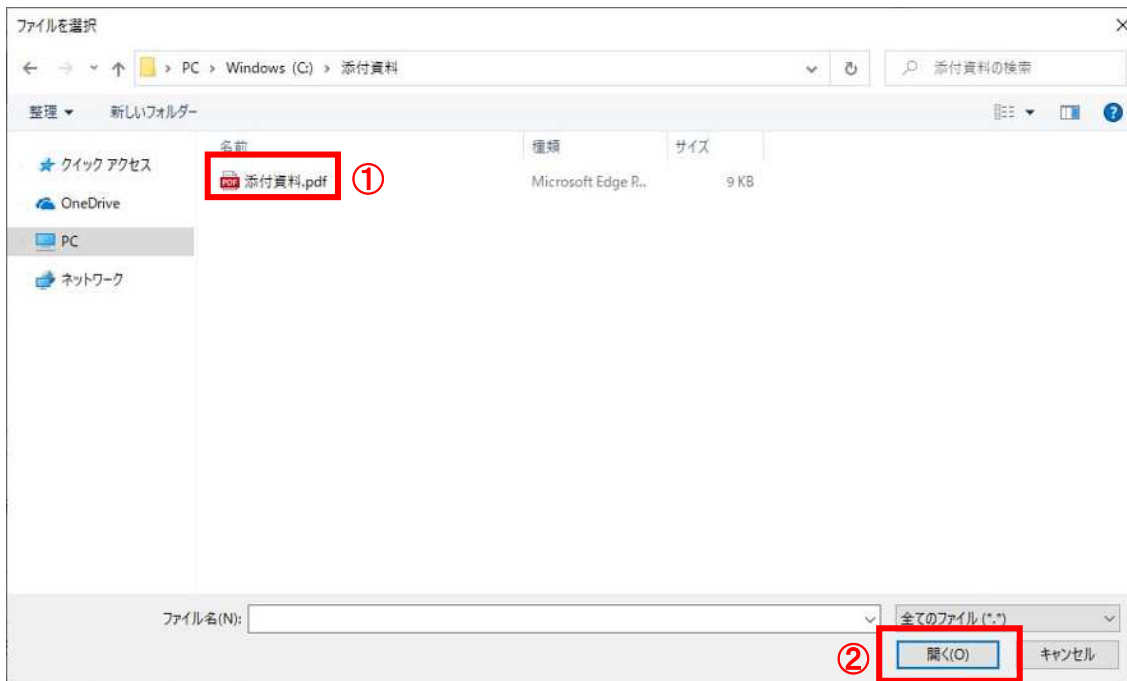 ファイルを選択
PC › Windows (C:) › 添付資料
添付資料の検索
整理
新しいフォルダー
名前 種類 サイズ
クイック アクセス
添付資料.pdf ① Microsoft Edge P... 9 KB
OneDrive
PC
ネットワーク
ファイル名(N):
全てのファイル (*.*)
② 開く(O) キャンセル